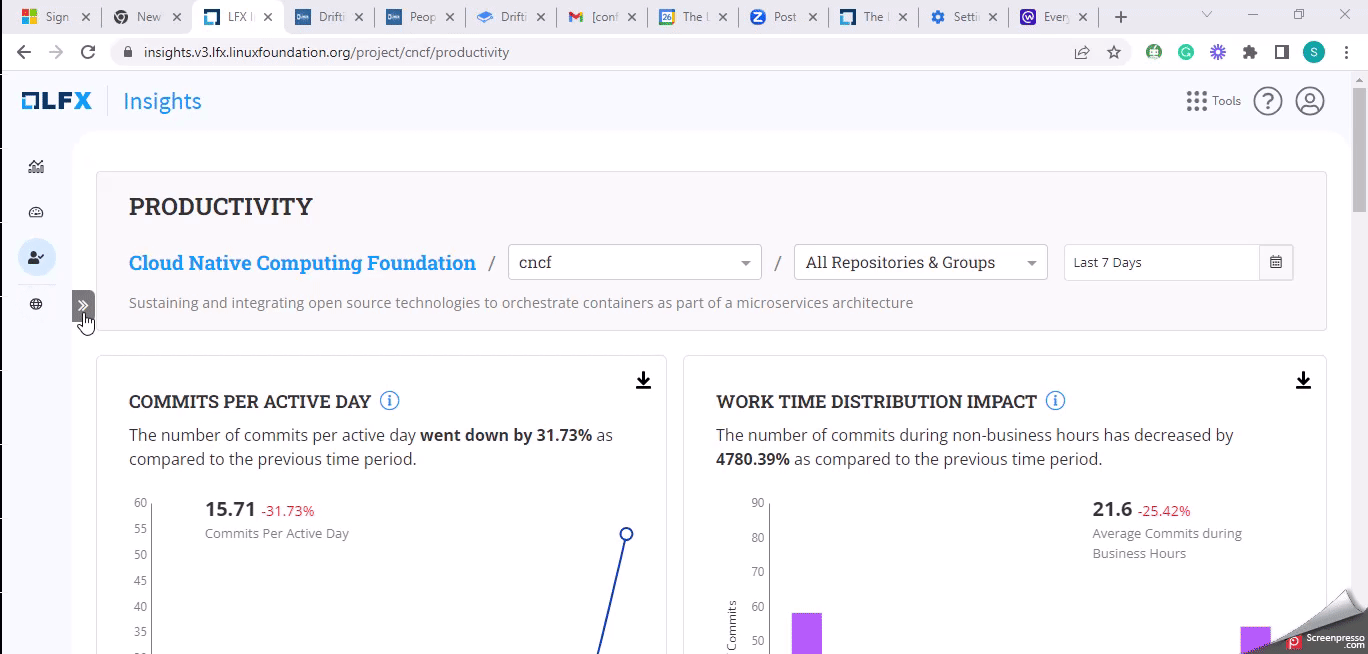 Sign
New
LFX I
Drifti
Peop
Drifti
[conf
26
The L
Post
The I
Setti
Every
insights.v3.lfx.linuxfoundation.org/project/cncf/productivity
S
LFX
Insights
Tools
?
PRODUCTIVITY
Cloud Native Computing Foundation / cncf / All Repositories & Groups Last 7 Days
Sustaining and integrating open source technologies to orchestrate containers as part of a microservices architecture
COMMITS PER ACTIVE DAY i
The number of commits per active day went down by 31.73% as
compared to the previous time period.
15.71 -31.73%
Commits Per Active Day
60
55
50
45
40
35
WORK TIME DISTRIBUTION IMPACT i
The number of commits during non-business hours has decreased by
4780.39% as compared to the previous time period.
21.6 -25.42%
Average Commits during
Business Hours
90
80
70
60
50
Commits
Screenpresso
.com